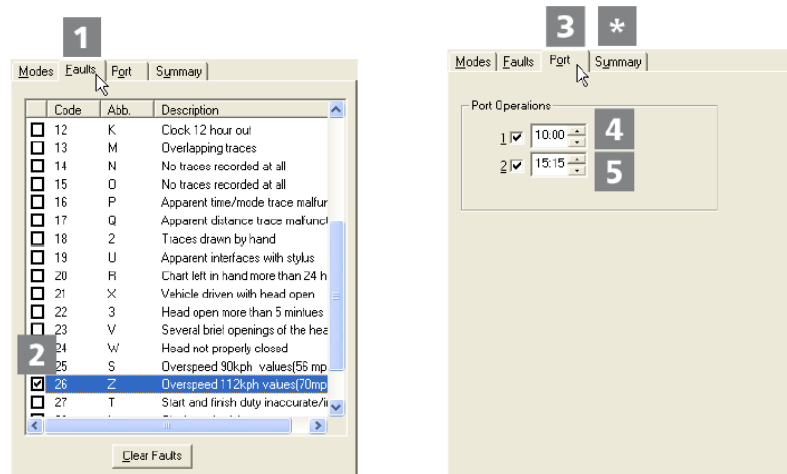 1
Modes Faults Port Summary
Code Abb. Description
12 K Clock 12 hour out
13 M Overlapping traces
14 N No traces recorded at all
15 O No traces recorded at all
16 P Apparent time/mode trace malfur
17 Q Apparent distance trace malfunct
18 2 Traces drawn by hand
19 U Apparent interfaces with stylus
20 R Chart left in hand more than 24 h
21 X Vehicle driven with head open
22 3 Head open more than 5 mintues
23 V Several brief openings of the hea
2
24 W Head not properly closed
25 S Overspeed 90kph values(56 mp
26 Z Overspeed 112kph values(70mp
27 T Start and finish duty inaccurate/i
Clear Faults
3 *
Modes Faults Port Summary
Port Operations
1 10:00 4
2 15:15 5